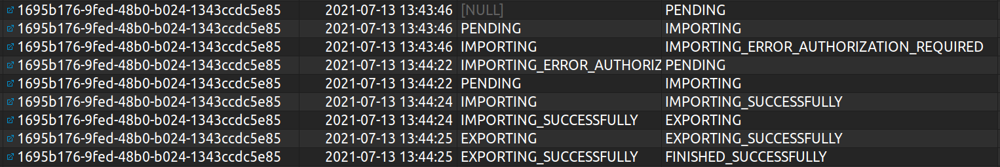 1695b176-9fed-48b0-b024-1343ccdc5e85 2021-07-13 13:43:46 [NULL] PENDING
1695b176-9fed-48b0-b024-1343ccdc5e85 2021-07-13 13:43:46 PENDING IMPORTING
1695b176-9fed-48b0-b024-1343ccdc5e85 2021-07-13 13:43:46 IMPORTING IMPORTING_ERROR_AUTHORIZATION_REQUIRED
1695b176-9fed-48b0-b024-1343ccdc5e85 2021-07-13 13:44:22 IMPORTING_ERROR_AUTHORIZ PENDING
1695b176-9fed-48b0-b024-1343ccdc5e85 2021-07-13 13:44:22 PENDING IMPORTING
1695b176-9fed-48b0-b024-1343ccdc5e85 2021-07-13 13:44:24 IMPORTING IMPORTING_SUCCESSFULLY
1695b176-9fed-48b0-b024-1343ccdc5e85 2021-07-13 13:44:24 IMPORTING_SUCCESSFULLY EXPORTING
1695b176-9fed-48b0-b024-1343ccdc5e85 2021-07-13 13:44:25 EXPORTING EXPORTING_SUCCESSFULLY
1695b176-9fed-48b0-b024-1343ccdc5e85 2021-07-13 13:44:25 EXPORTING_SUCCESSFULLY FINISHED_SUCCESSFULLY